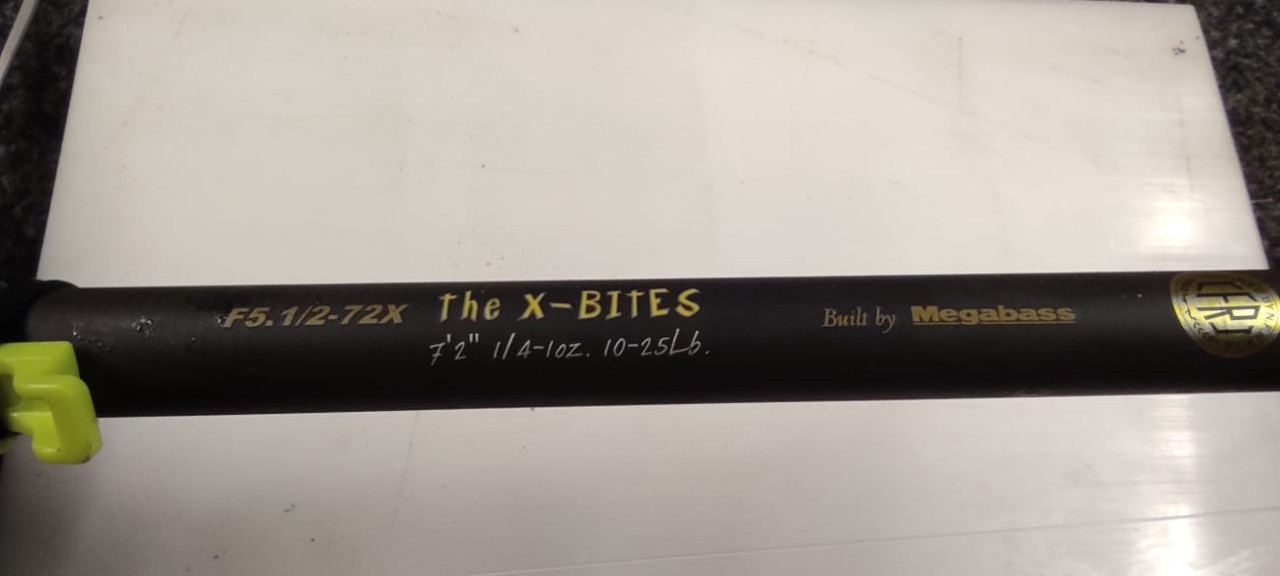 F5.1/2-72X The X-BITES
7'2" 1/4-1oz. 10-25Lb.
Built by Megabass